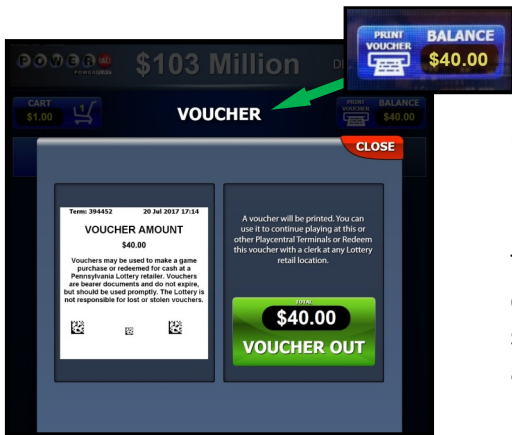 PRINT VOUCHER BALANCE
$40.00
POWERBALL $103 Million
POWERPLAY
CART
$1.00 1
VOUCHER
PRINT VOUCHER BALANCE
$40.00
CLOSE
Term: 394452 20 Jul 2017 17:14
VOUCHER AMOUNT
$40.00
Vouchers may be used to make a game
purchase or redeemed for cash at a
Pennsylvania Lottery retailer. Vouchers
are bearer documents and do not expire,
but should be used promptly. The Lottery is
not responsible for lost or stolen vouchers.
A voucher will be printed. You can
use it to continue playing at this or
other Playcentral Terminals or Redeem
this voucher with a clerk at any Lottery
retail location.
TOTAL
$40.00
VOUCHER OUT